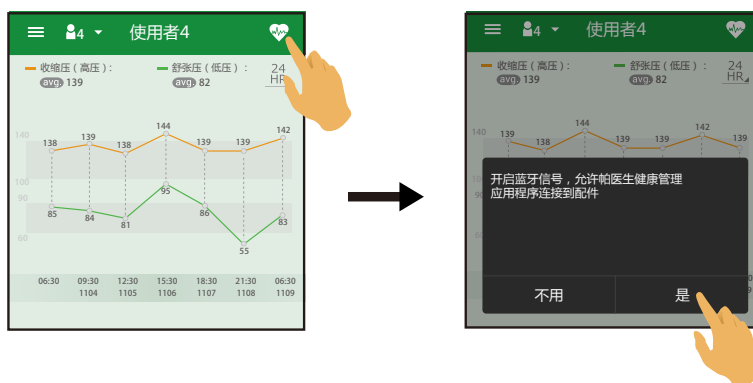 4 使用者4
收缩压（高压）: 舒张压（低压）: 24 HR
avg. 139 avg. 82
140
138 139 138 144 139 139 142
100
90
85 84 81 95 86 55 83
60
06:30 09:30 12:30 15:30 18:30 21:30 06:30
1104 1105 1106 1107 1108 1109
4 使用者4
收缩压（高压）: 舒张压（低压）: 24 HR
avg. 139 avg. 82
140
139 138 144 139 139 142 139
开启蓝牙信号，允许帕医生健康管理
应用程序连接到配件
不用 是